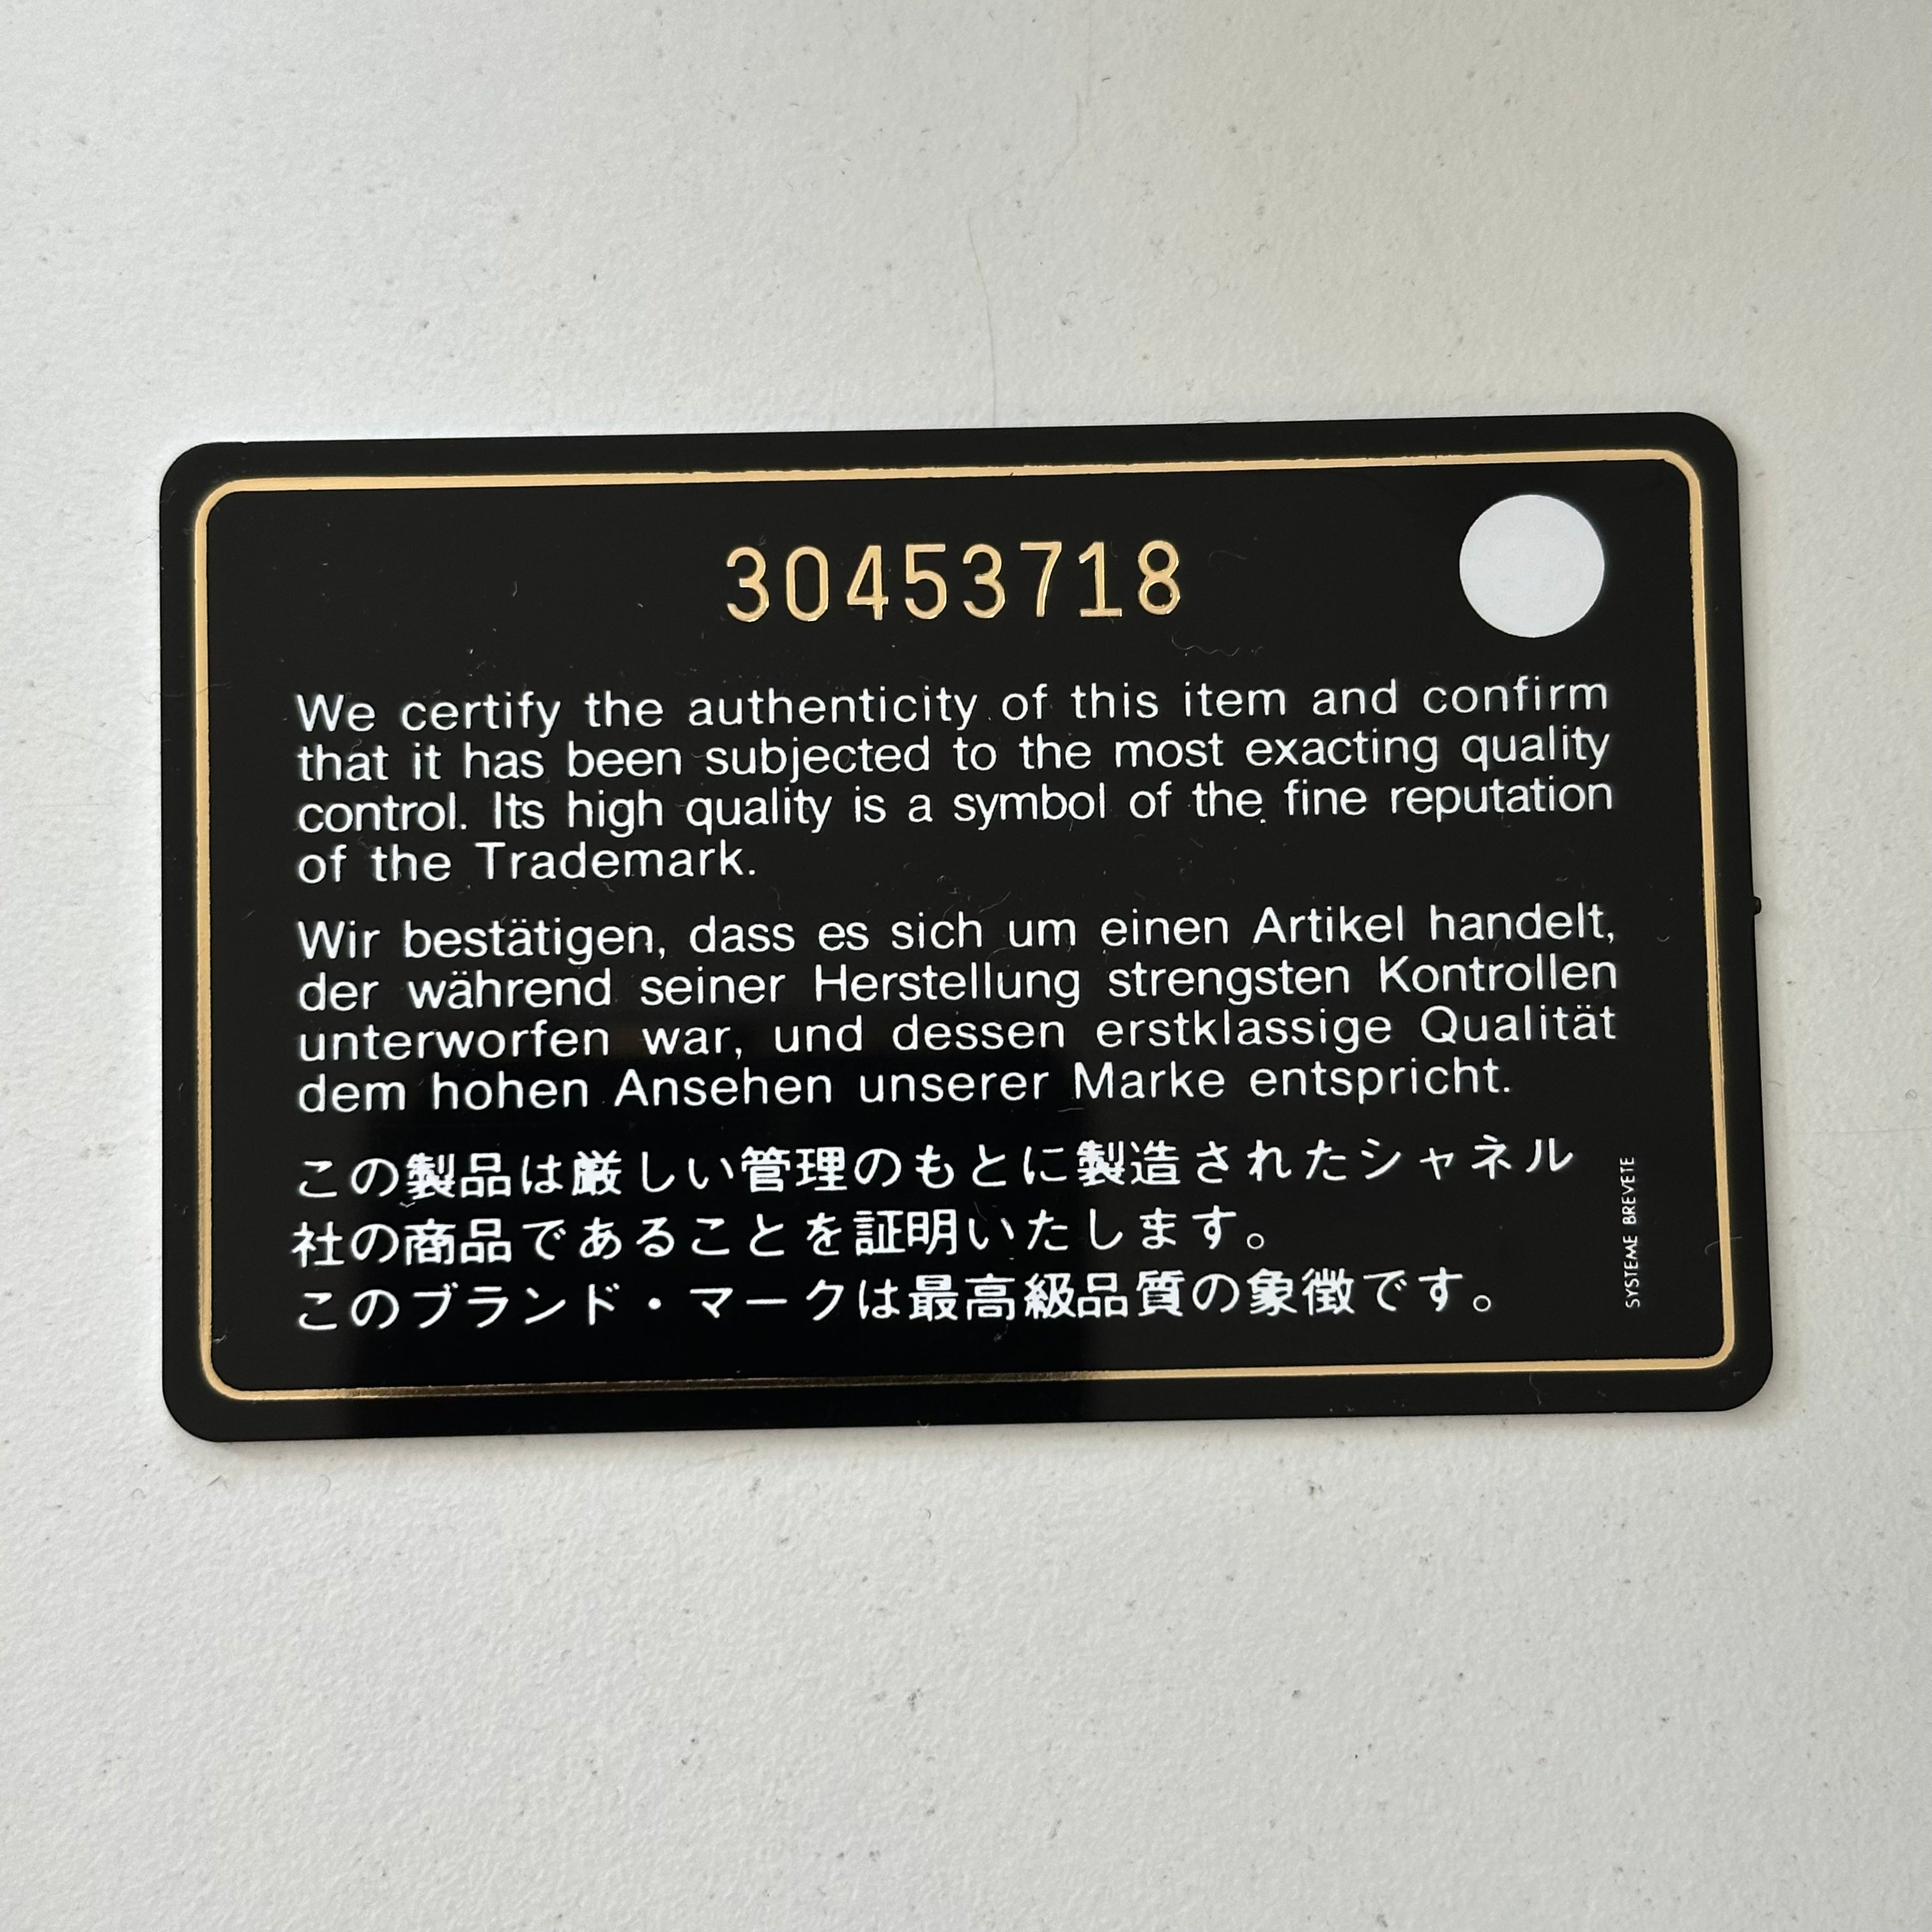 30453718
We certify the authenticity of this item and confirm
that it has been subjected to the most exacting quality
control. Its high quality is a symbol of the fine reputation
of the Trademark.
Wir bestätigen, dass es sich um einen Artikel handelt,
der während seiner Herstellung strengsten Kontrollen
unterworfen war, und dessen erstklassige Qualität
dem hohen Ansehen unserer Marke entspricht.
この製品は厳しい管理のもとに製造されたシャネル
社の商品であることを証明いたします。
このブランド・マークは最高級品質の象徴です。
SYSTEME BREVETE